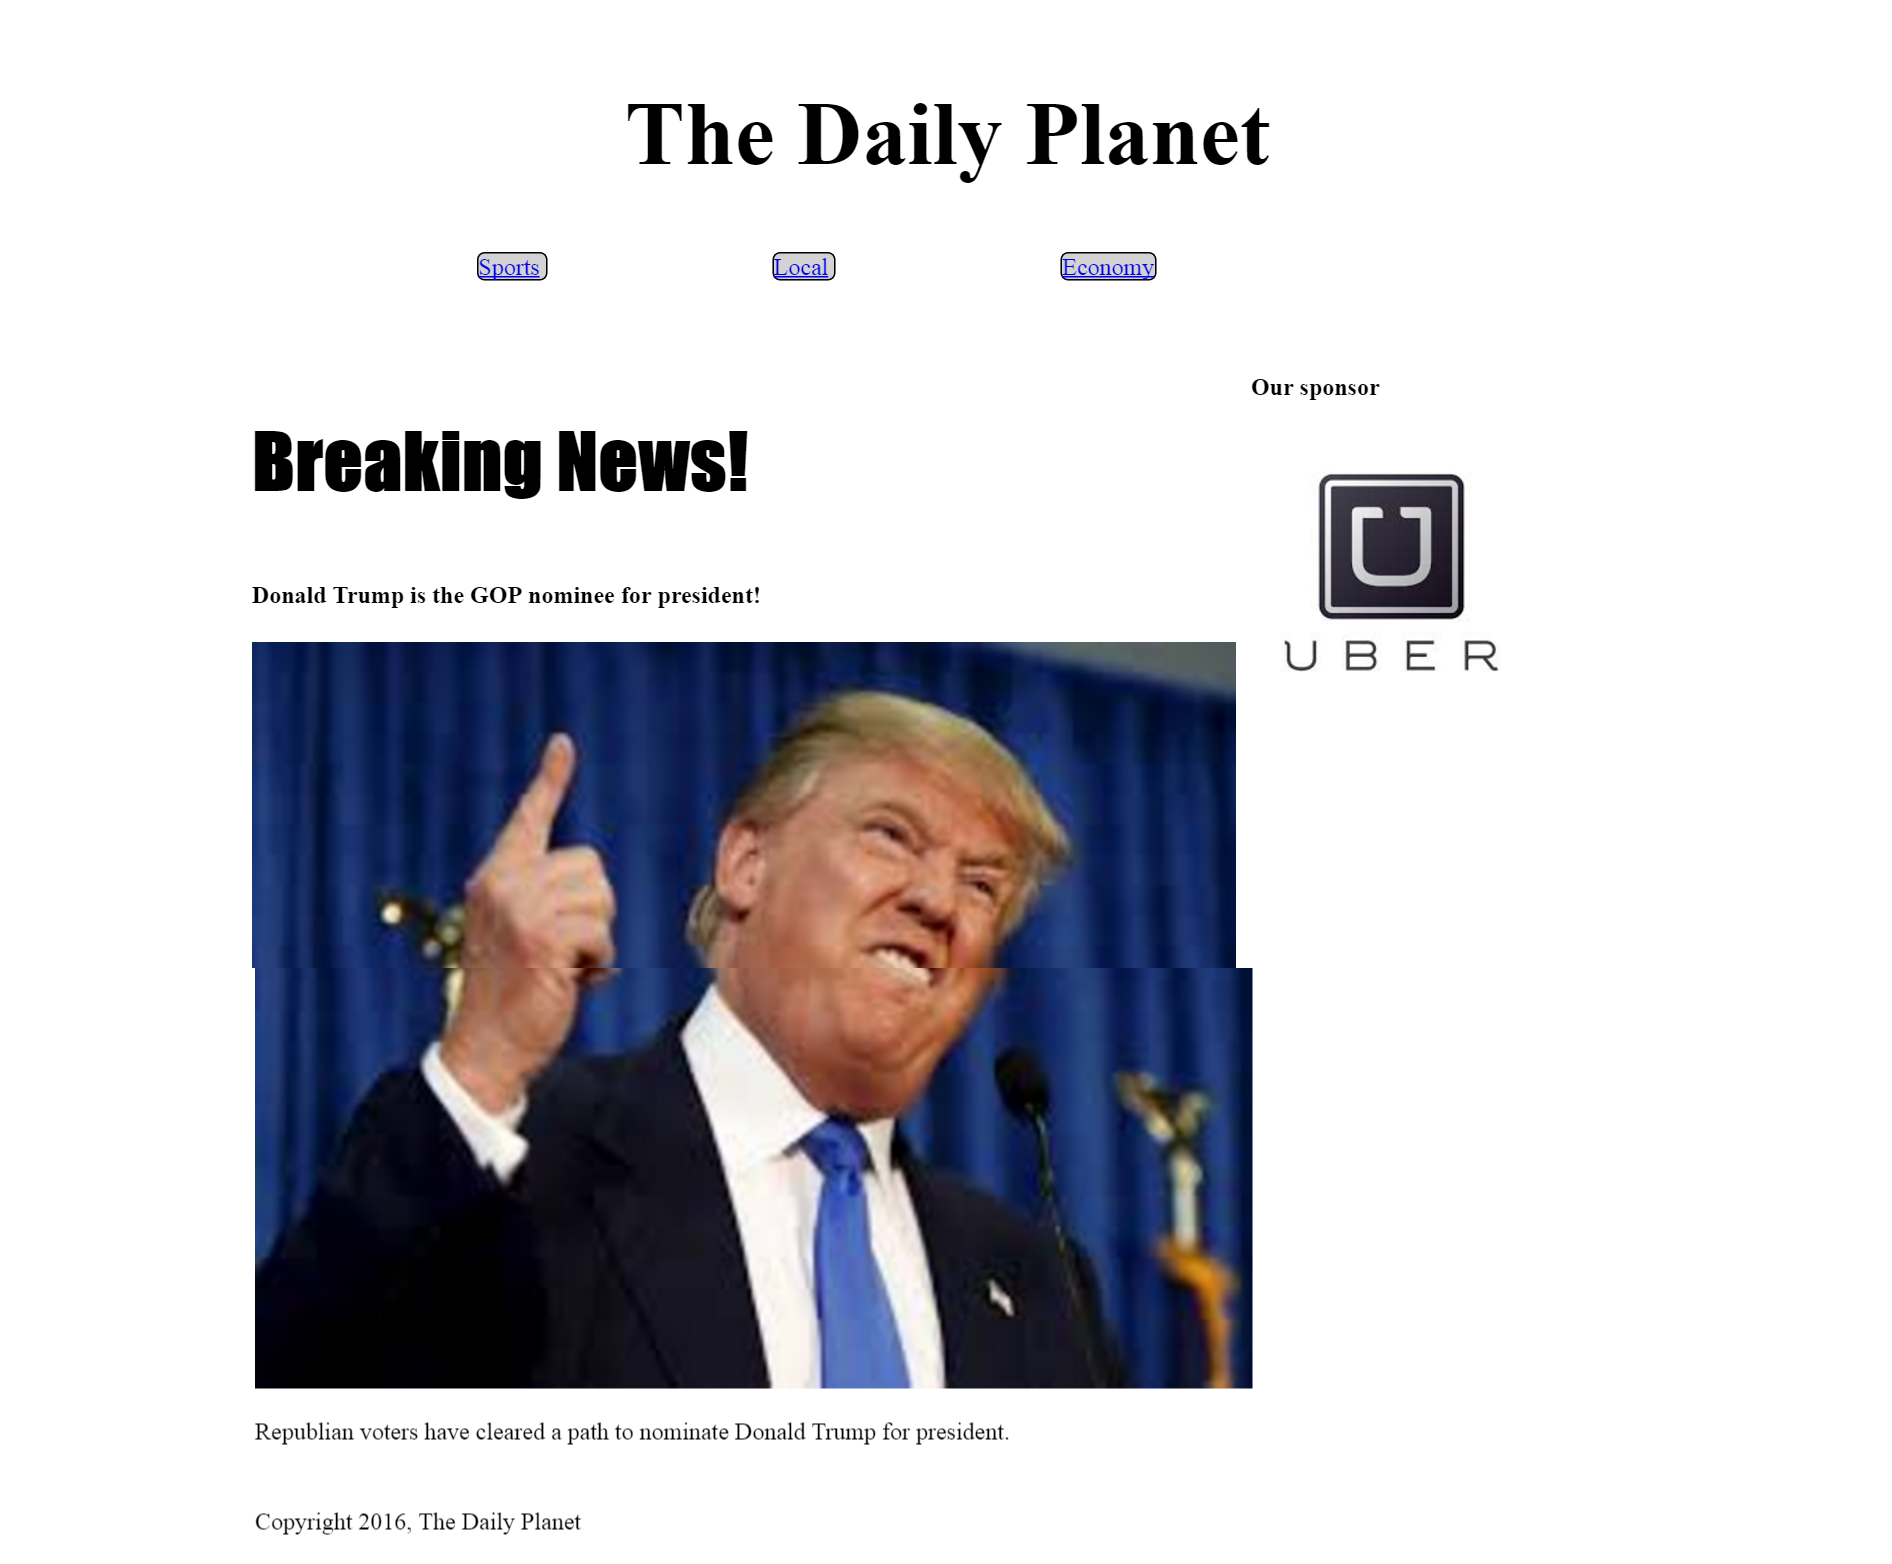 The Daily Planet
Sports
Local
Economy
Our sponsor
Breaking News!
Donald Trump is the GOP nominee for president!
U
UBER
Republian voters have cleared a path to nominate Donald Trump for president.
Copyright 2016, The Daily Planet